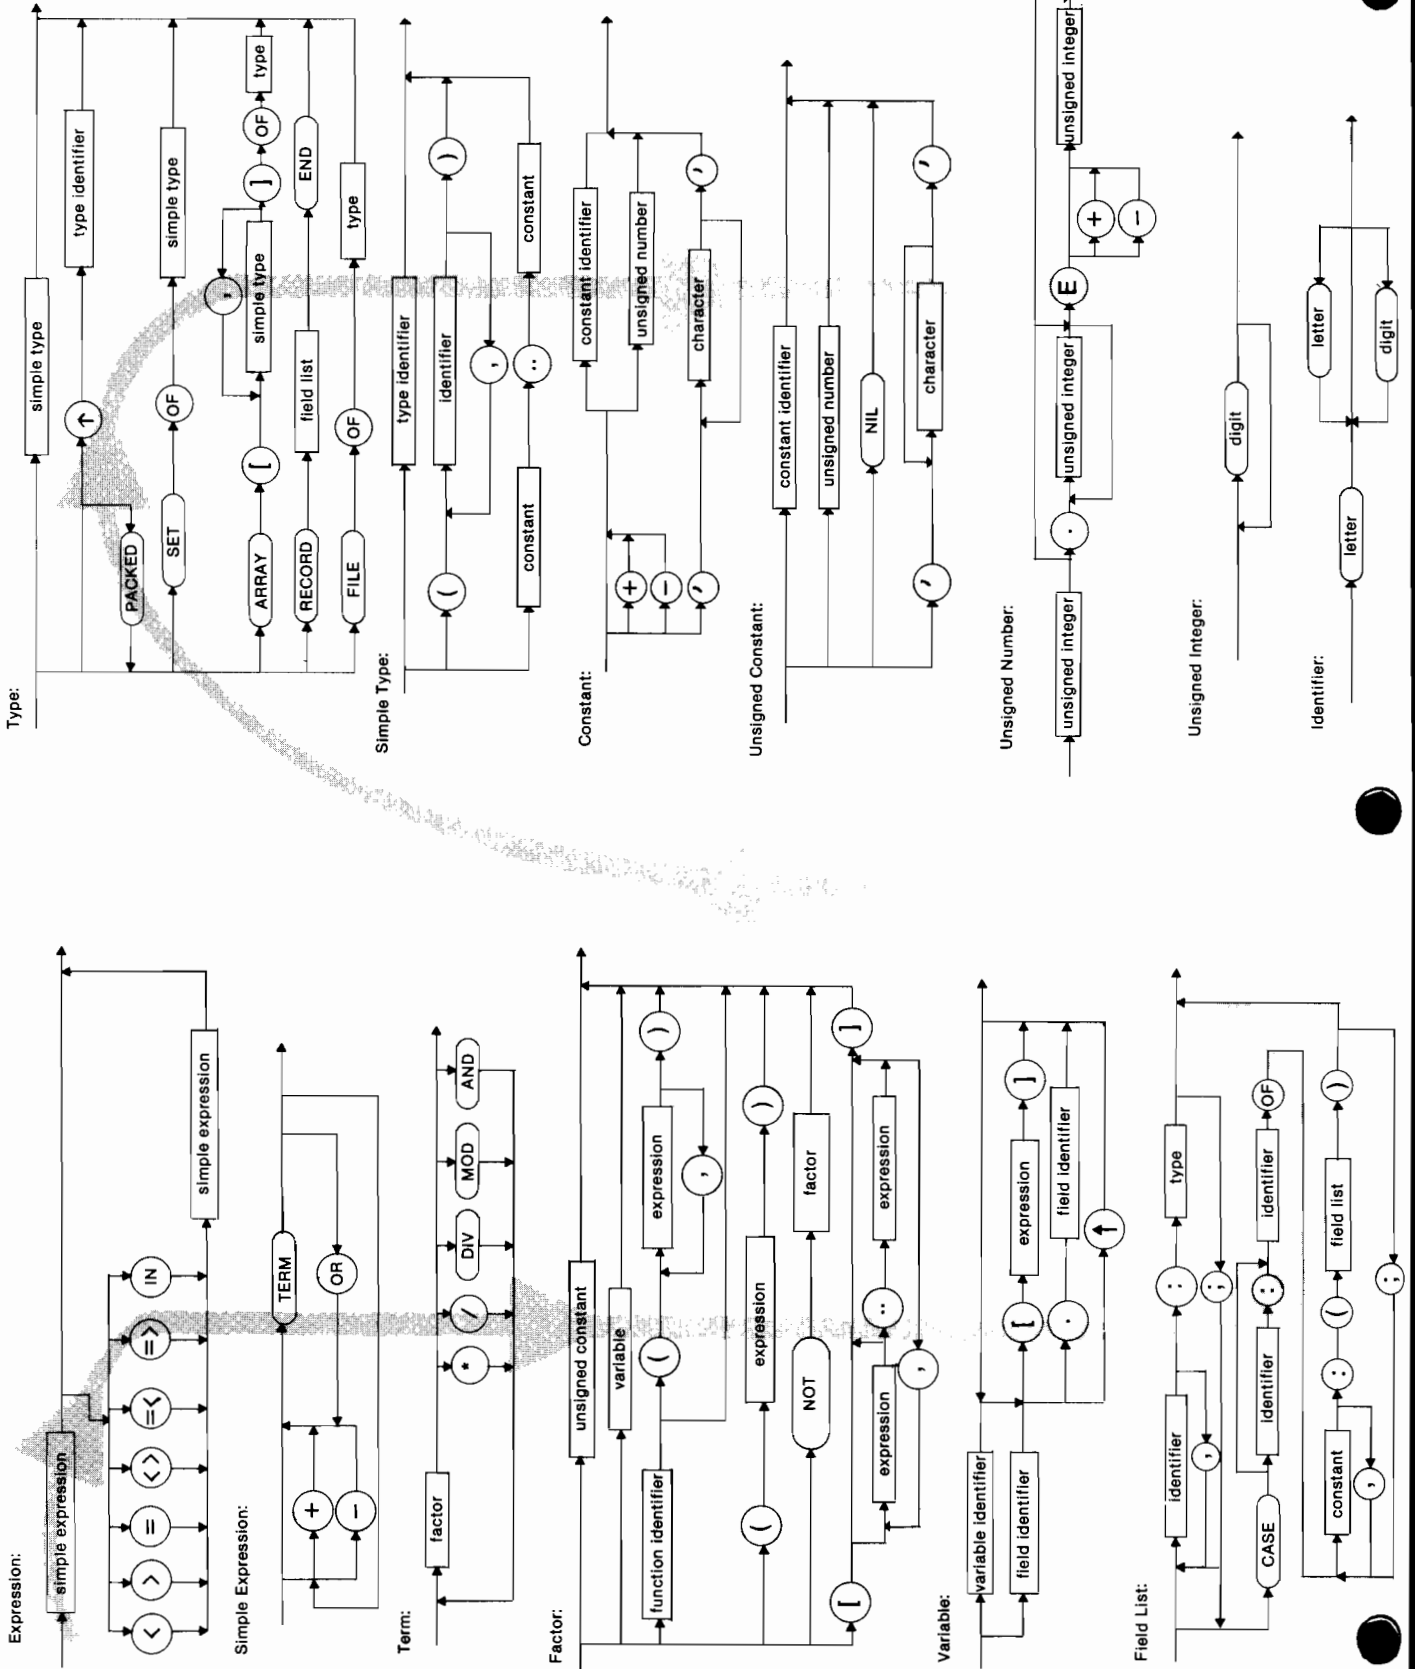 Expression:
simple expression
< > = <> =< => IN
simple expression
Simple Expression:
TERM
+
-
OR
Term:
factor
* / DIV MOD AND
Factor:
unsigned constant
variable
function identifier ( expression )
,
( expression )
NOT factor
[ expression .. expression ]
,
Variable:
variable identifier
field identifier [ expression ]
. field identifier
↑
Field List:
identifier : type
,
;
CASE identifier : identifier OF
constant : ( field list )
,
;
Type:
simple type
↑ type identifier
PACKED
SET OF simple type
,
ARRAY [ simple type ] OF type
RECORD field list END
FILE OF type
Simple Type:
type identifier
( identifier )
,
constant .. constant
Constant:
constant identifier
+ unsigned number
-
' character '
Unsigned Constant:
constant identifier
unsigned number
NIL
' character '
Unsigned Number:
unsigned integer . unsigned integer E unsigned integer
+
-
Unsigned Integer:
digit
Identifier:
letter letter
digit